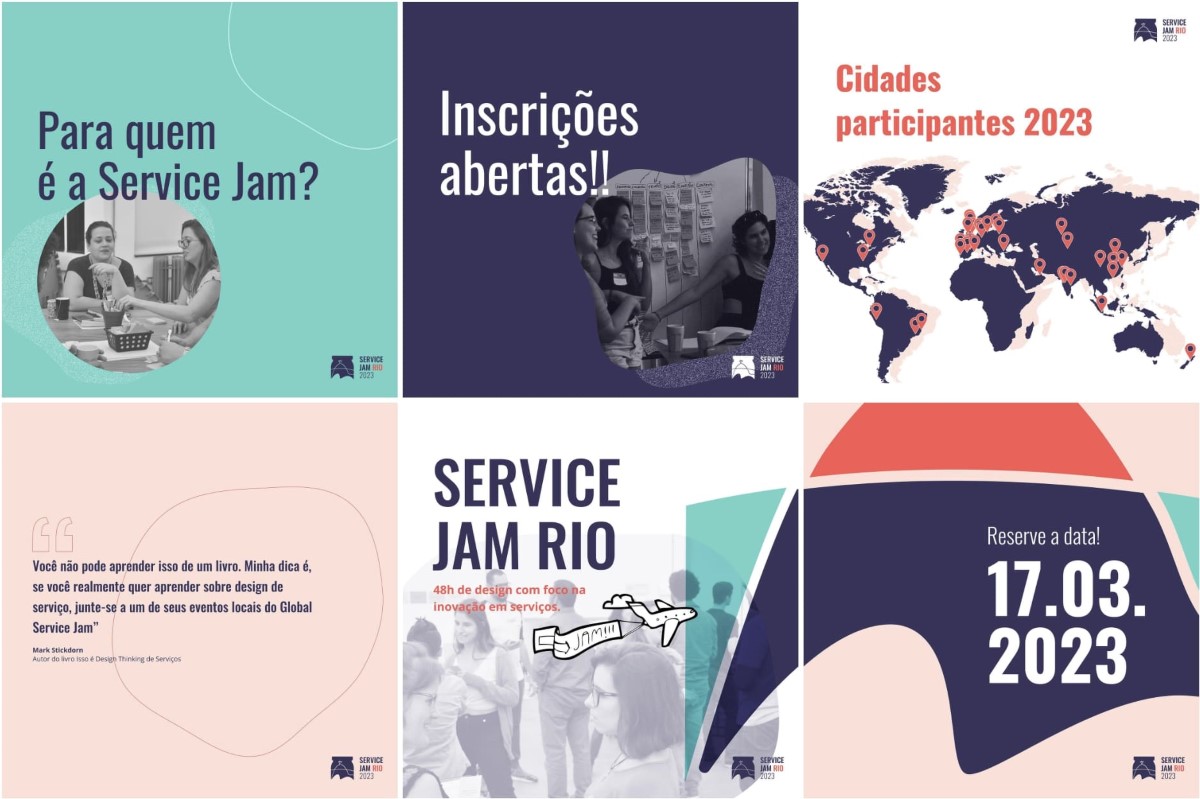 Para quem
é a Service Jam?
SERVICE
JAM RIO
2023
Inscrições
abertas!!
SERVICE
JAM RIO
2023
SERVICE
JAM RIO
2023
Cidades
participantes 2023
Você não pode aprender isso de um livro. Minha dica é,
se você realmente quer aprender sobre design de
serviço, junte-se a um de seus eventos locais do Global
Service Jam”
Mark Stickdorn
Autor do livro Isso é Design Thinking de Serviços
SERVICE
JAM RIO
2023
SERVICE
JAM RIO
48h de design com foco na
inovação em serviços.
JAM!!!
SERVICE
JAM RIO
2023
Reserve a data!
17.03.
2023
SERVICE
JAM RIO
2023